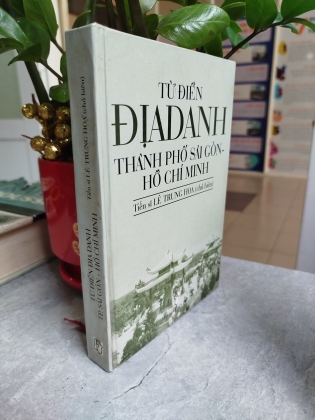 TỪ ĐIỂN
ĐỊA DANH
THÀNH PHỐ SÀI GÒN-
HỒ CHÍ MINH
Tiến sĩ LÊ TRUNG HOA (chủ biên)
Tiến sĩ LÊ TRUNG HOA (chủ biên)
TỪ ĐIỂN ĐỊA DANH
THÀNH PHỐ SÀI GÒN - HỒ CHÍ MINH